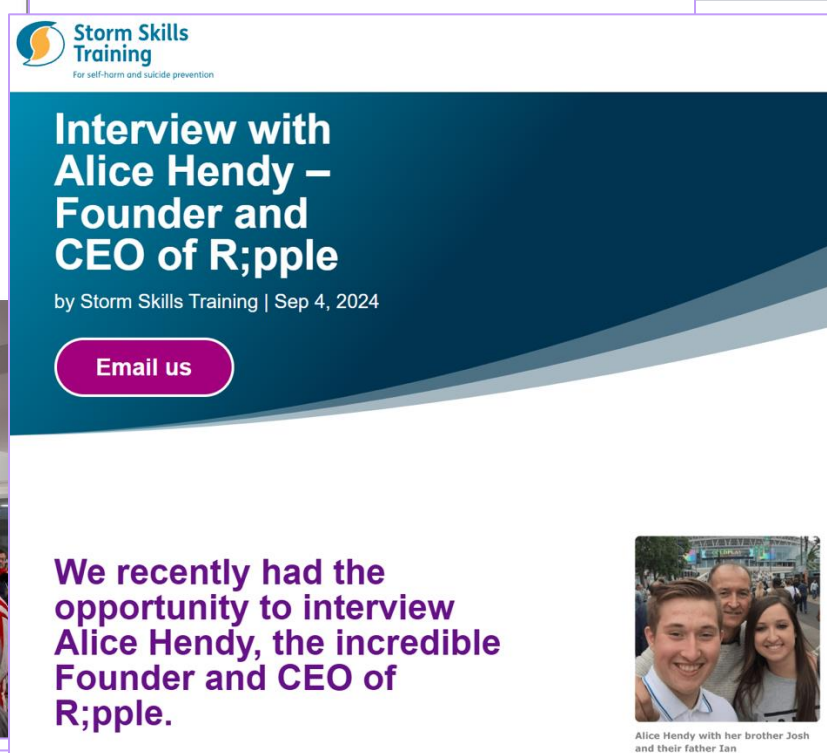 Storm Skills
Training
For self-harm and suicide prevention
Interview with
Alice Hendy –
Founder and
CEO of R;pple
by Storm Skills Training | Sep 4, 2024
Email us
We recently had the
opportunity to interview
Alice Hendy, the incredible
Founder and CEO of
R;pple.
COLDPLAY
Alice Hendy with her brother Josh
and their father Ian